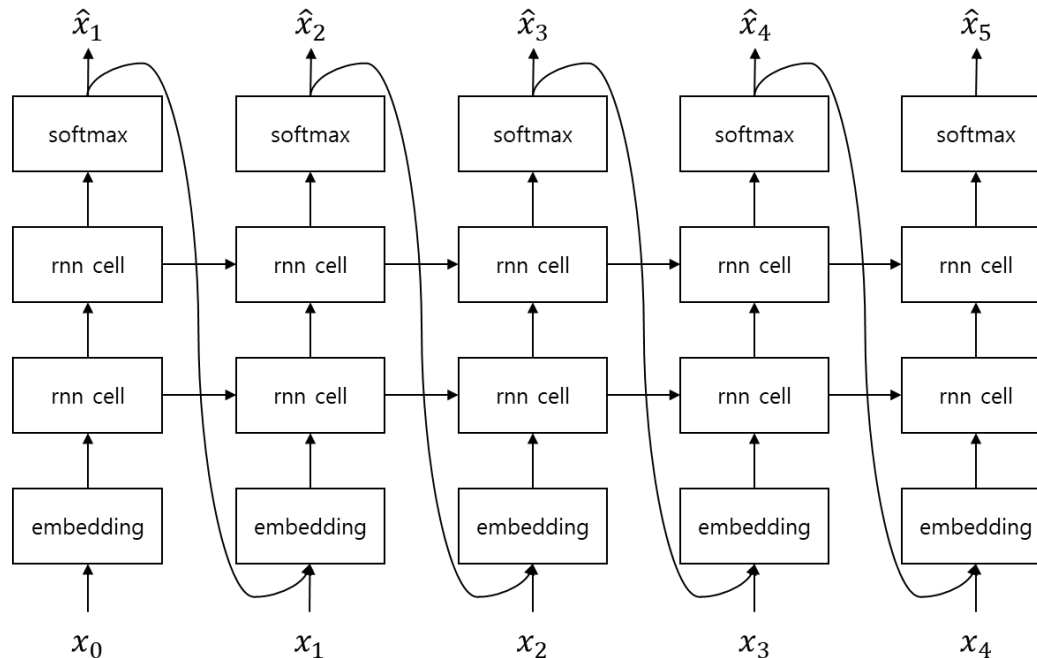 x̂₁ x̂₂ x̂₃ x̂₄ x̂₅
softmax softmax softmax softmax softmax
rnn cell rnn cell rnn cell rnn cell rnn cell
rnn cell rnn cell rnn cell rnn cell rnn cell
embedding embedding embedding embedding embedding
x₀ x₁ x₂ x₃ x₄